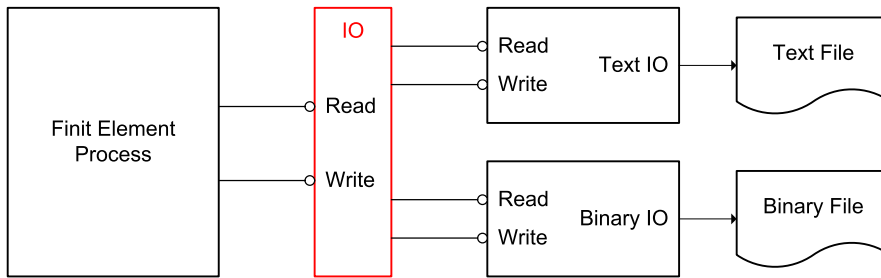 Finit Element
Process
IO
Read
Write
Read
Write
Text IO
Text File
Read
Write
Binary IO
Binary File